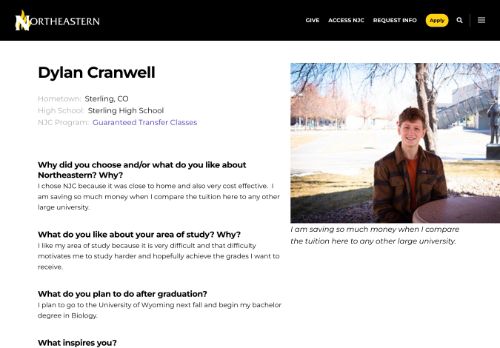 NORTHEASTERN
GIVE ACCESS NJC REQUEST INFO Apply
Dylan Cranwell
Hometown: Sterling, CO
High School: Sterling High School
NJC Program: Guaranteed Transfer Classes
Why did you choose and/or what do you like about
Northeastern? Why?
I chose NJC because it was close to home and also very cost effective. I
am saving so much money when I compare the tuition here to any other
large university.
I am saving so much money when I compare
the tuition here to any other large university.
What do you like about your area of study? Why?
I like my area of study because it is very difficult and that difficulty
motivates me to study harder and hopefully achieve the grades I want to
receive.
What do you plan to do after graduation?
I plan to go to the University of Wyoming next fall and begin my bachelor
degree in Biology.
What inspires you?